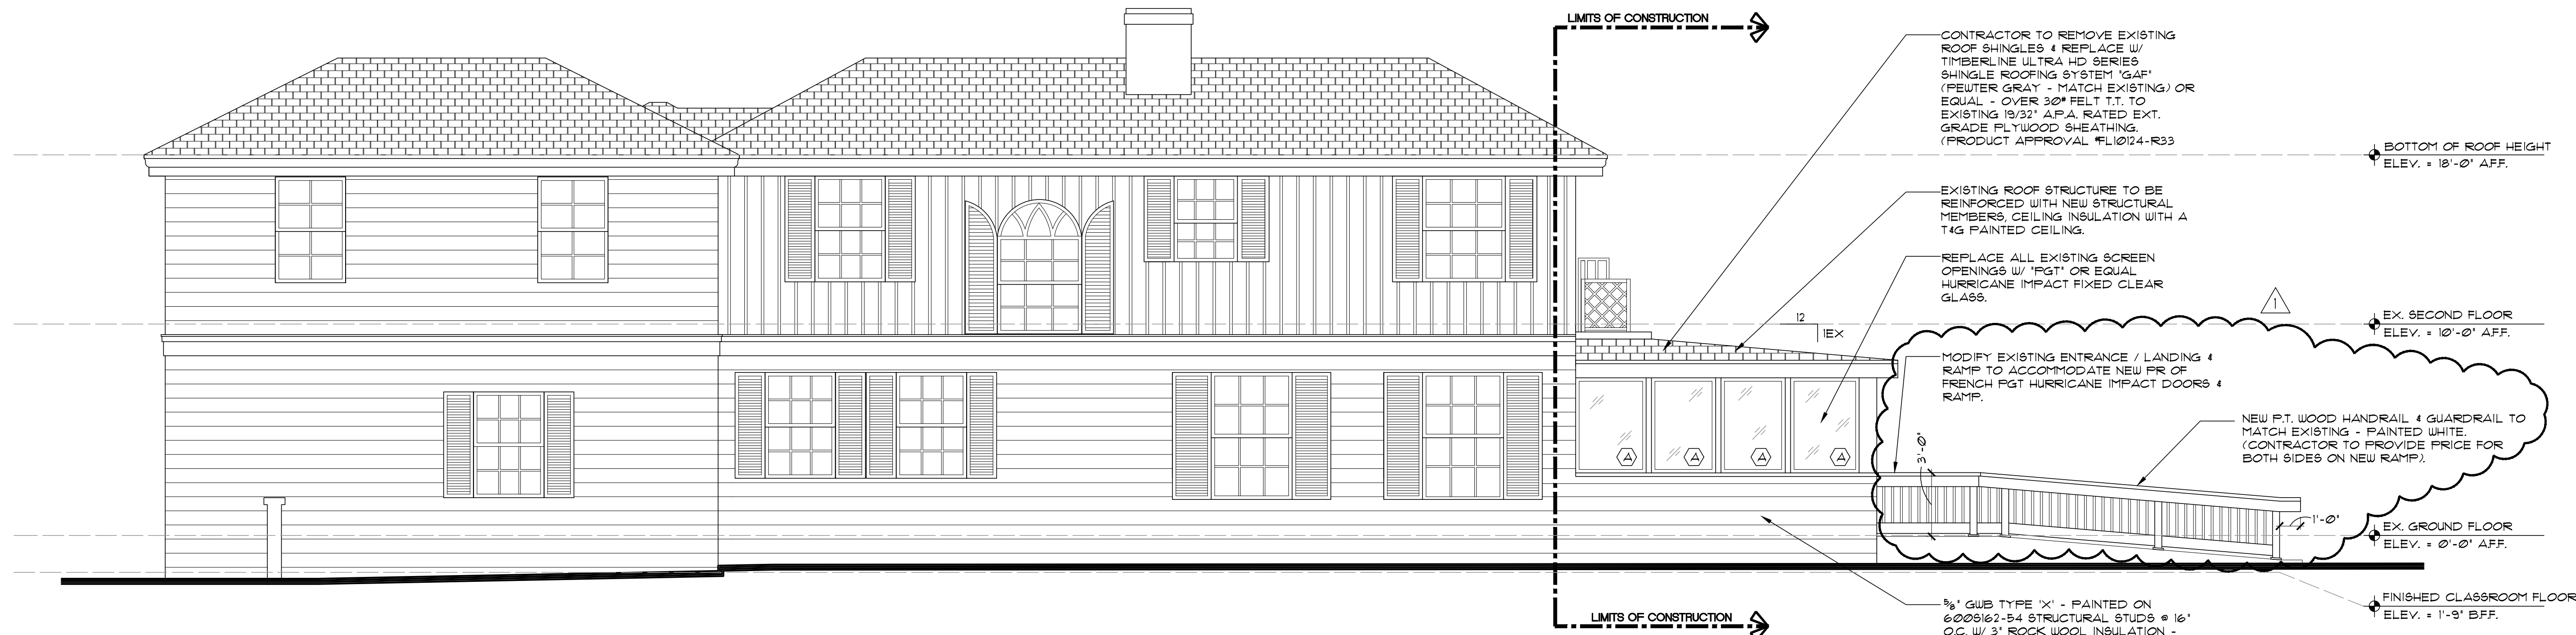 LIMITS OF CONSTRUCTION
CONTRACTOR TO REMOVE EXISTING
ROOF SHINGLES & REPLACE W/
TIMBERLINE ULTRA HD SERIES
SHINGLE ROOFING SYSTEM "GAF"
(PEWTER GRAY - MATCH EXISTING) OR
EQUAL - OVER 30# FELT T.T. TO
EXISTING 19/32" A.P.A. RATED EXT.
GRADE PLYWOOD SHEATHING.
(PRODUCT APPROVAL #FL10124-R33
BOTTOM OF ROOF HEIGHT
ELEV. = 18'-0" A.F.F.
EXISTING ROOF STRUCTURE TO BE
REINFORCED WITH NEW STRUCTURAL
MEMBERS, CEILING INSULATION WITH A
T&G PAINTED CEILING.
REPLACE ALL EXISTING SCREEN
OPENINGS W/ "PGT" OR EQUAL
HURRICANE IMPACT FIXED CLEAR
GLASS.
1
12
1EX
EX. SECOND FLOOR
ELEV. = 10'-0" A.F.F.
MODIFY EXISTING ENTRANCE / LANDING &
RAMP TO ACCOMMODATE NEW PR OF
FRENCH PGT HURRICANE IMPACT DOORS &
RAMP.
NEW P.T. WOOD HANDRAIL & GUARDRAIL TO
MATCH EXISTING - PAINTED WHITE.
(CONTRACTOR TO PROVIDE PRICE FOR
BOTH SIDES ON NEW RAMP).
A A A A
3'-0"
1'-0"
EX. GROUND FLOOR
ELEV. = 0'-0" A.F.F.
FINISHED CLASSROOM FLOOR
ELEV. = 1'-9" B.F.F.
5/8" GWB TYPE 'X' - PAINTED ON
600S162-54 STRUCTURAL STUDS @ 16"
O.C. W/ 3" ROCK WOOL INSULATION -
LIMITS OF CONSTRUCTION